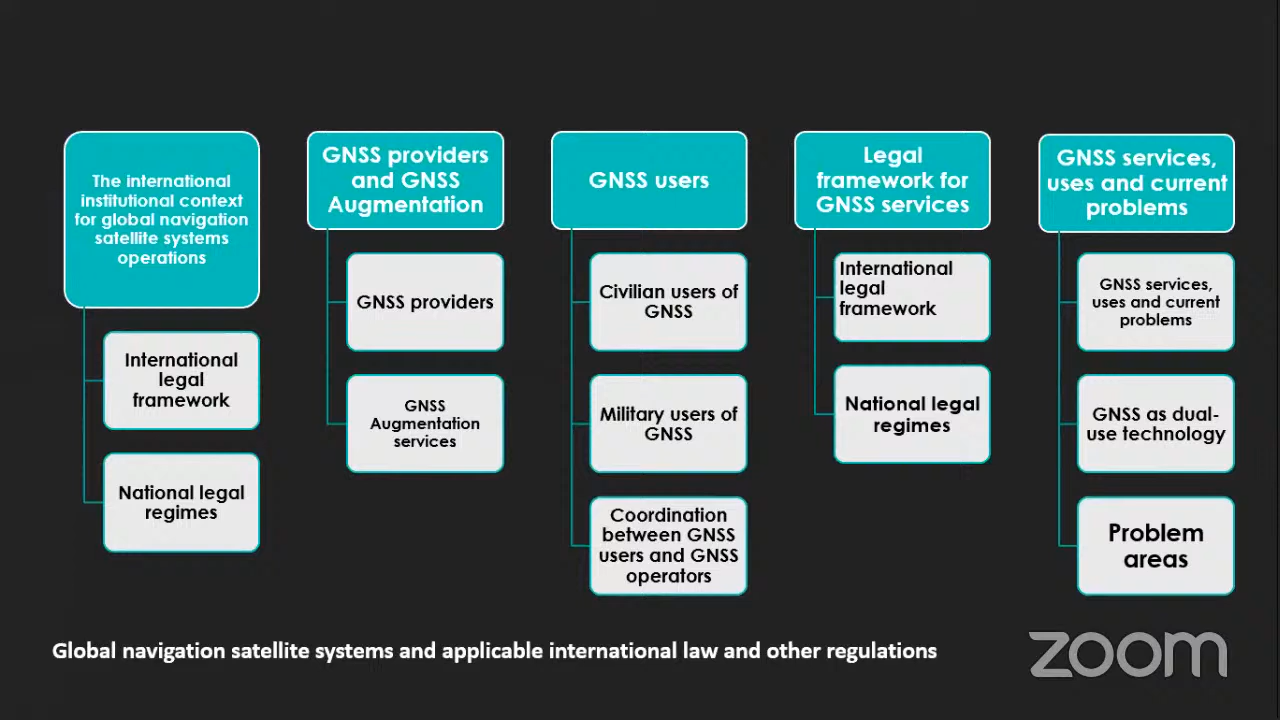 The international
institutional context
for global navigation
satellite systems
operations
International
legal
framework
National legal
regimes
GNSS providers
and GNSS
Augmentation
GNSS providers
GNSS
Augmentation
services
GNSS users
Civilian users of
GNSS
Military users of
GNSS
Coordination
between GNSS
users and GNSS
operators
Legal
framework for
GNSS services
International
legal
framework
National legal
regimes
GNSS services,
uses and current
problems
GNSS services,
uses and current
problems
GNSS as dual-
use technology
Problem
areas
Global navigation satellite systems and applicable international law and other regulations
zoom